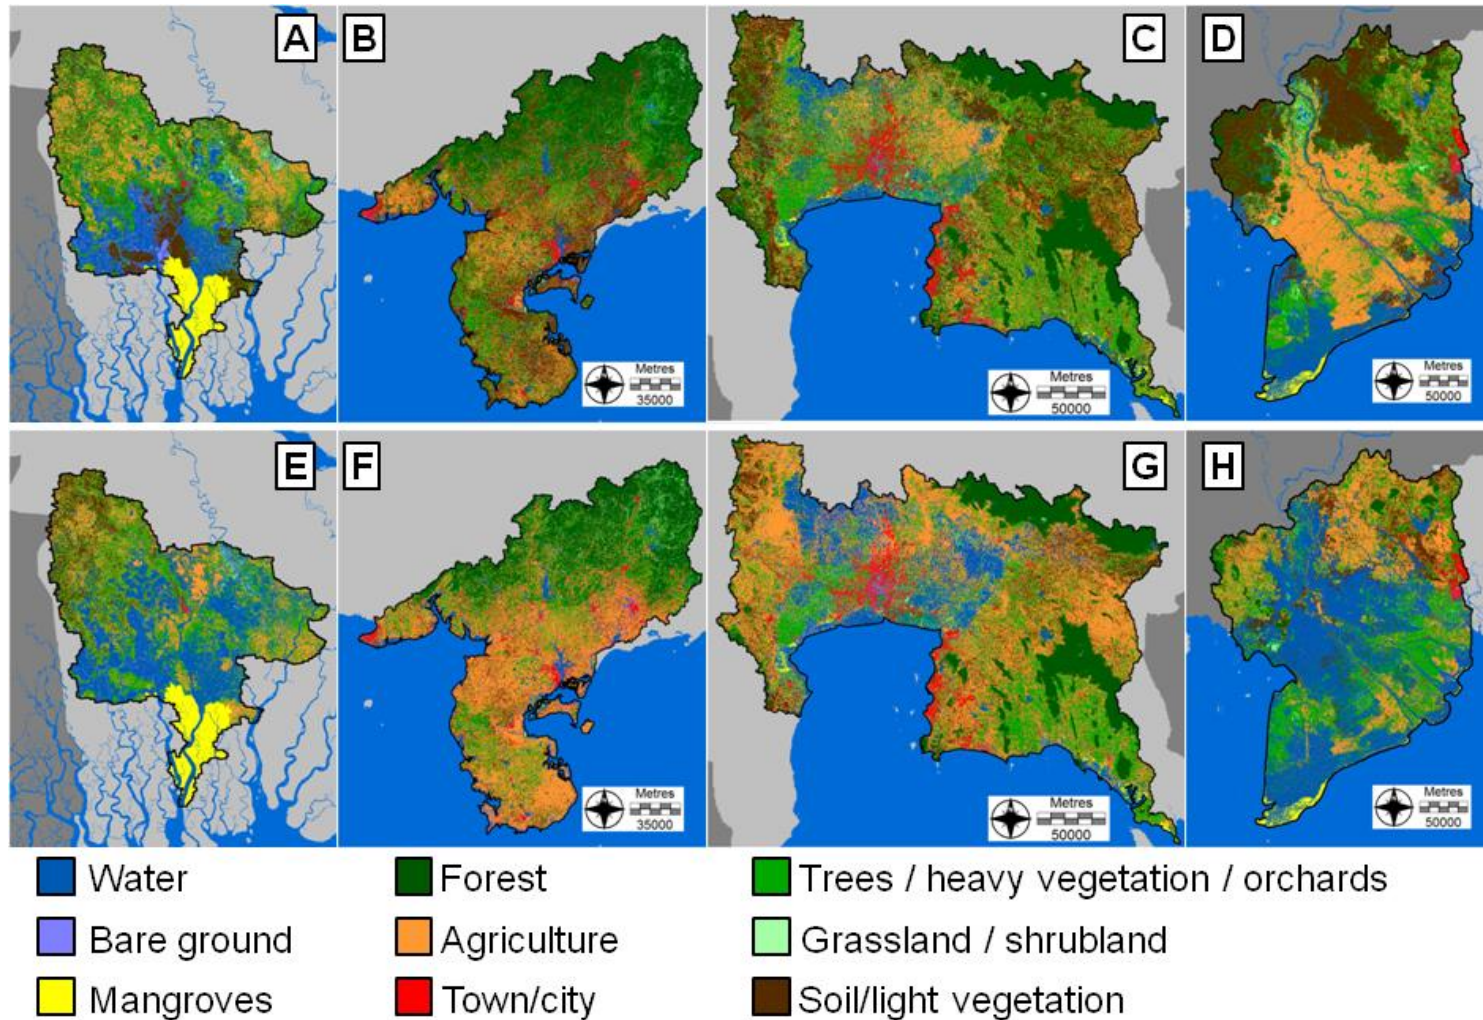 A
B
C
D
Metres
35000
Metres
50000
Metres
50000
E
F
G
H
Metres
35000
Metres
50000
Metres
50000
Water
Forest
Trees / heavy vegetation / orchards
Bare ground
Agriculture
Grassland / shrubland
Mangroves
Town/city
Soil/light vegetation